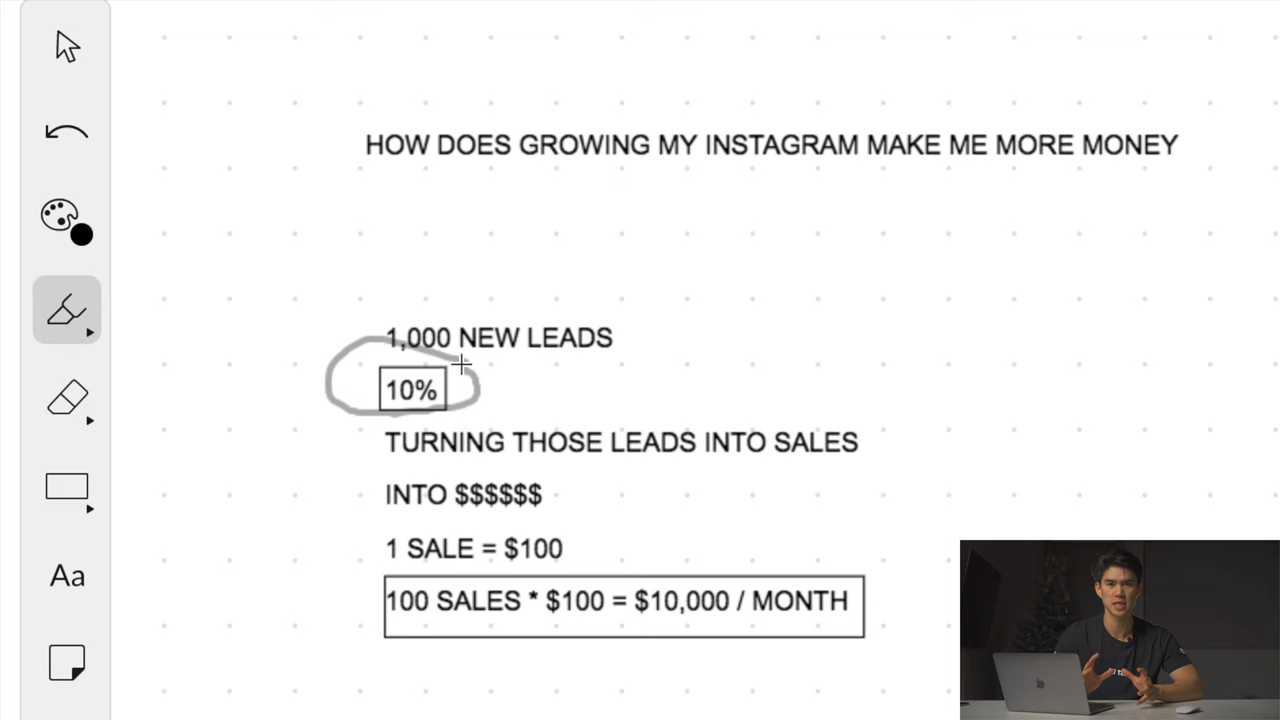 HOW DOES GROWING MY INSTAGRAM MAKE ME MORE MONEY
1,000 NEW LEADS
10%
TURNING THOSE LEADS INTO SALES
INTO $$$$$$
1 SALE = $100
100 SALES * $100 = $10,000 / MONTH
Aa